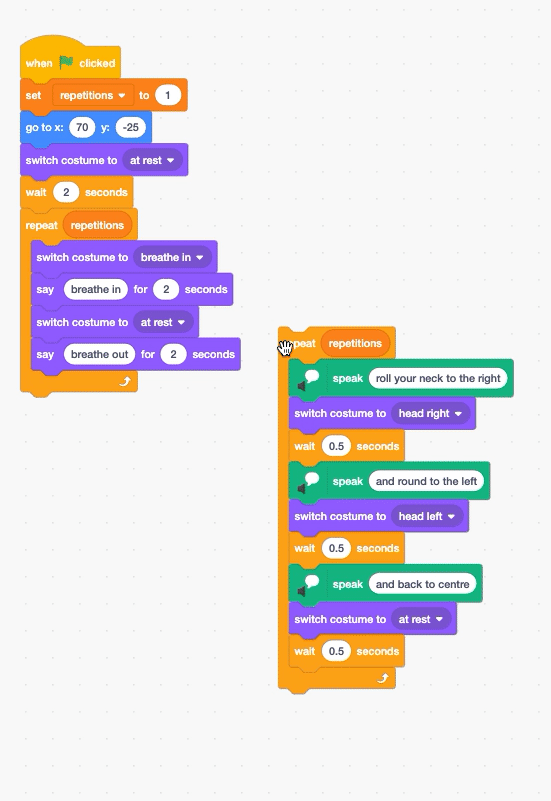 when clicked
set repetitions to 1
go to x: 70 y: -25
switch costume to at rest
wait 2 seconds
repeat repetitions
switch costume to breathe in
say breathe in for 2 seconds
switch costume to at rest
say breathe out for 2 seconds
peat repetitions
speak roll your neck to the right
switch costume to head right
wait 0.5 seconds
speak and round to the left
switch costume to head left
wait 0.5 seconds
speak and back to centre
switch costume to at rest
wait 0.5 seconds